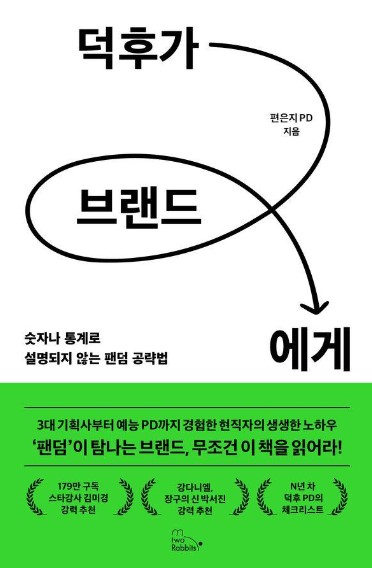 덕후가
편은지 PD
지음
브랜드
에게
숫자나 통계로
설명되지 않는 팬덤 공략법
3대 기획사부터 예능 PD까지 경험한 현직자의 생생한 노하우
‘팬덤’이 탐나는 브랜드, 무조건 이 책을 읽어라!
179만 구독
스타강사 김미경
강력 추천
강다니엘,
장구의 신 박서진
강력 추천
N년 차
덕후 PD의
체크리스트
two
Rabbits